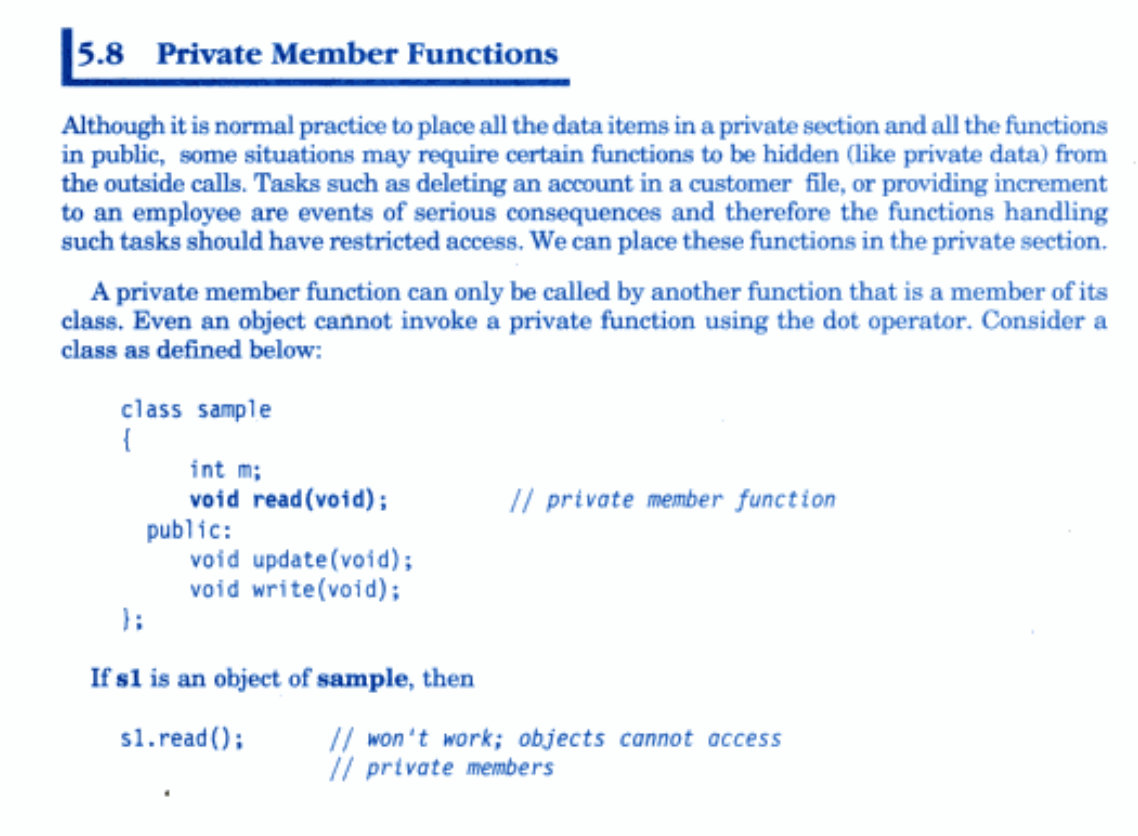 5.8 Private Member Functions
Although it is normal practice to place all the data items in a private section and all the functions
in public, some situations may require certain functions to be hidden (like private data) from
the outside calls. Tasks such as deleting an account in a customer file, or providing increment
to an employee are events of serious consequences and therefore the functions handling
such tasks should have restricted access. We can place these functions in the private section.
A private member function can only be called by another function that is a member of its
class. Even an object cannot invoke a private function using the dot operator. Consider a
class as defined below:
class sample
{
int m;
void read(void); // private member function
public:
void update(void);
void write(void);
};
If s1 is an object of sample, then
s1.read(); // won't work; objects cannot access
// private members